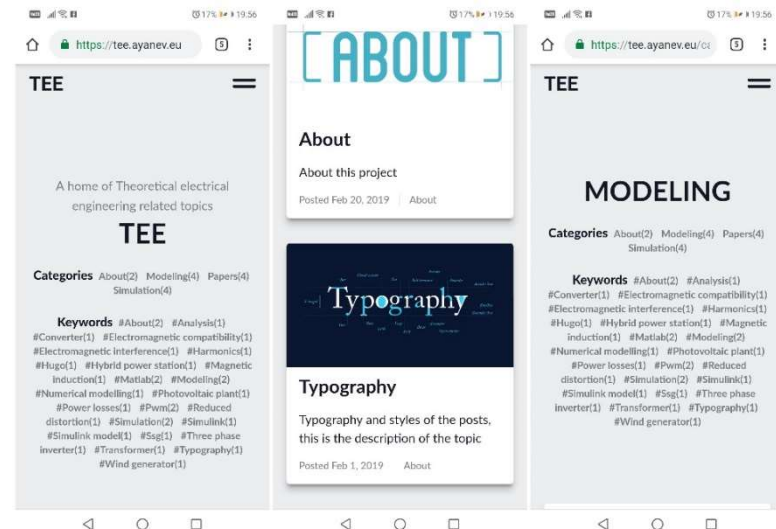 17% 19:56
https://tee.ayanev.eu 5
TEE
A home of Theoretical electrical
engineering related topics
TEE
Categories About(2) Modeling(4) Papers(4)
Simulation(4)
Keywords #About(2) #Analysis(1)
#Converter(1) #Electromagnetic compatibility(1)
#Electromagnetic interference(1) #Harmonics(1)
#Hugo(1) #Hybrid power station(1) #Magnetic
induction(1) #Matlab(2) #Modeling(2)
#Numerical modelling(1) #Photovoltaic plant(1)
#Power losses(1) #Pwm(2) #Reduced
distortion(1) #Simulation(2) #Simulink(1)
#Simulink model(1) #Ssg(1) #Three phase
inverter(1) #Transformer(1) #Typography(1)
#Wind generator(1)
17% 19:56
[ABOUT]
About
About this project
Posted Feb 20, 2019 About
Typography
Typography
Typography and styles of the posts,
this is the description of the topic
Posted Feb 1, 2019 About
17% 19:56
https://tee.ayanev.eu/ca 5
TEE
MODELING
Categories About(2) Modeling(4) Papers(4)
Simulation(4)
Keywords #About(2) #Analysis(1)
#Converter(1) #Electromagnetic compatibility(1)
#Electromagnetic interference(1) #Harmonics(1)
#Hugo(1) #Hybrid power station(1) #Magnetic
induction(1) #Matlab(2) #Modeling(2)
#Numerical modelling(1) #Photovoltaic plant(1)
#Power losses(1) #Pwm(2) #Reduced
distortion(1) #Simulation(2) #Simulink(1)
#Simulink model(1) #Ssg(1) #Three phase
inverter(1) #Transformer(1) #Typography(1)
#Wind generator(1)